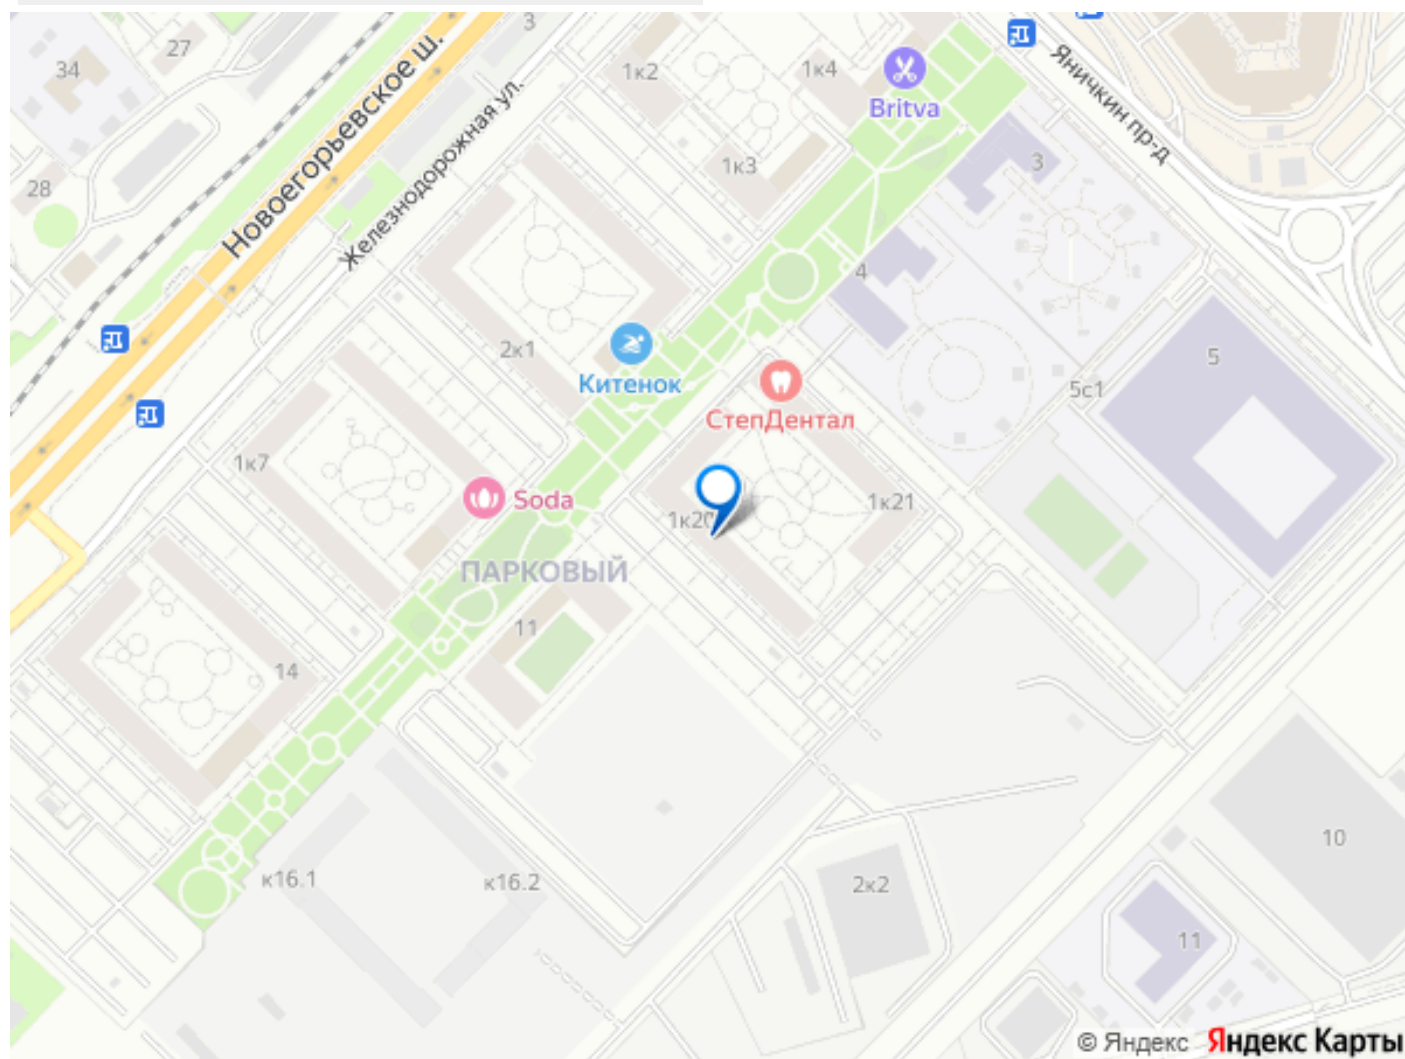 3
27
34
1к2
1к4
Britva
Яничкин пр-д
Новоегорьевское ш.
Железнодорожная ул.
1к3
3
28
4
2к1
Китенок
5
5с1
СтепДентал
1к7
Soda
1к20
1к21
ПАРКОВЫЙ
11
14
10
к16.1
к16.2
2к2
11
© Яндекс Яндекс Карты